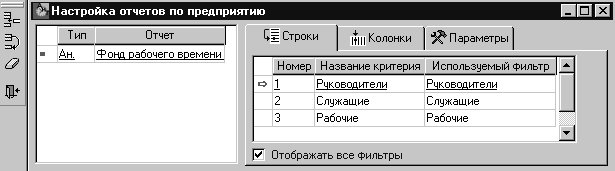 Настройка отчетов по предприятию
Тип Отчет
Ан. Фонд рабочего времени
Строки Колонки Параметры
Номер Название критерия Используемый фильтр
1 Руководители Руководители
2 Служащие Служащие
3 Рабочие Рабочие
Отображать все фильтры